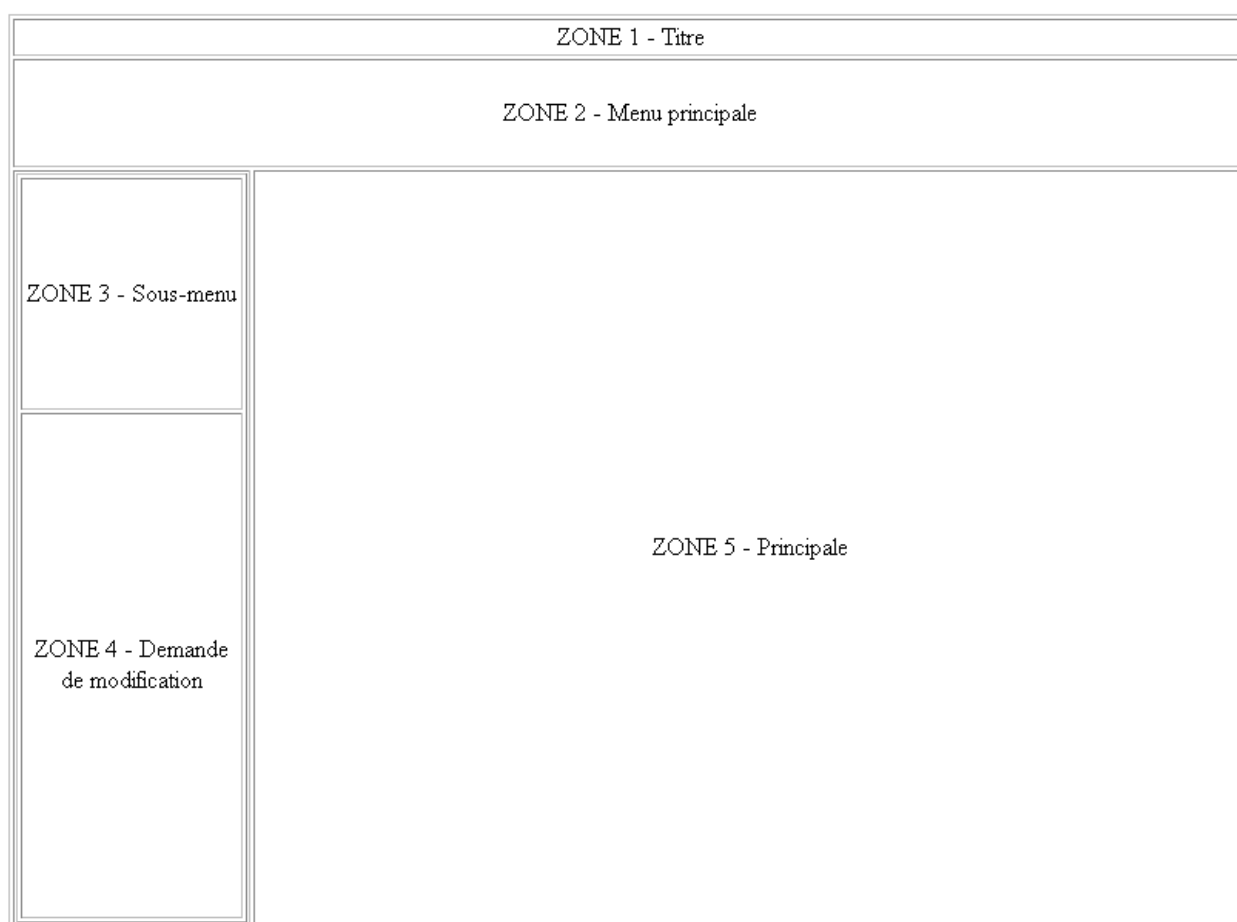 ZONE 1 - Titre
ZONE 2 - Menu principale
ZONE 3 - Sous-menu
ZONE 4 - Demande
de modification
ZONE 5 - Principale